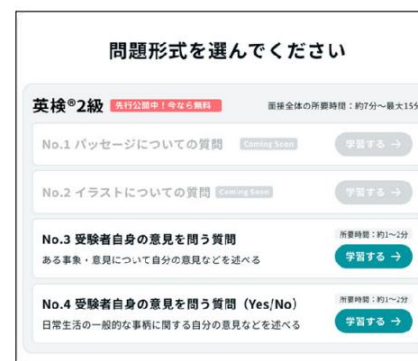 問題形式を選んでください
英検®2級 先行公開中！今なら無料 面接全体の所要時間：約7分〜最大15分
No.1 パッセージについての質問 Coming Soon 学習する →
No.2 イラストについての質問 Coming Soon 学習する →
所要時間：約1〜2分
No.3 受験者自身の意見を問う質問
ある事象・意見について自分の意見などを述べる 学習する →
所要時間：約1〜2分
No.4 受験者自身の意見を問う質問（Yes/No）
日常生活の一般的な事柄に関する自分の意見などを述べる 学習する →